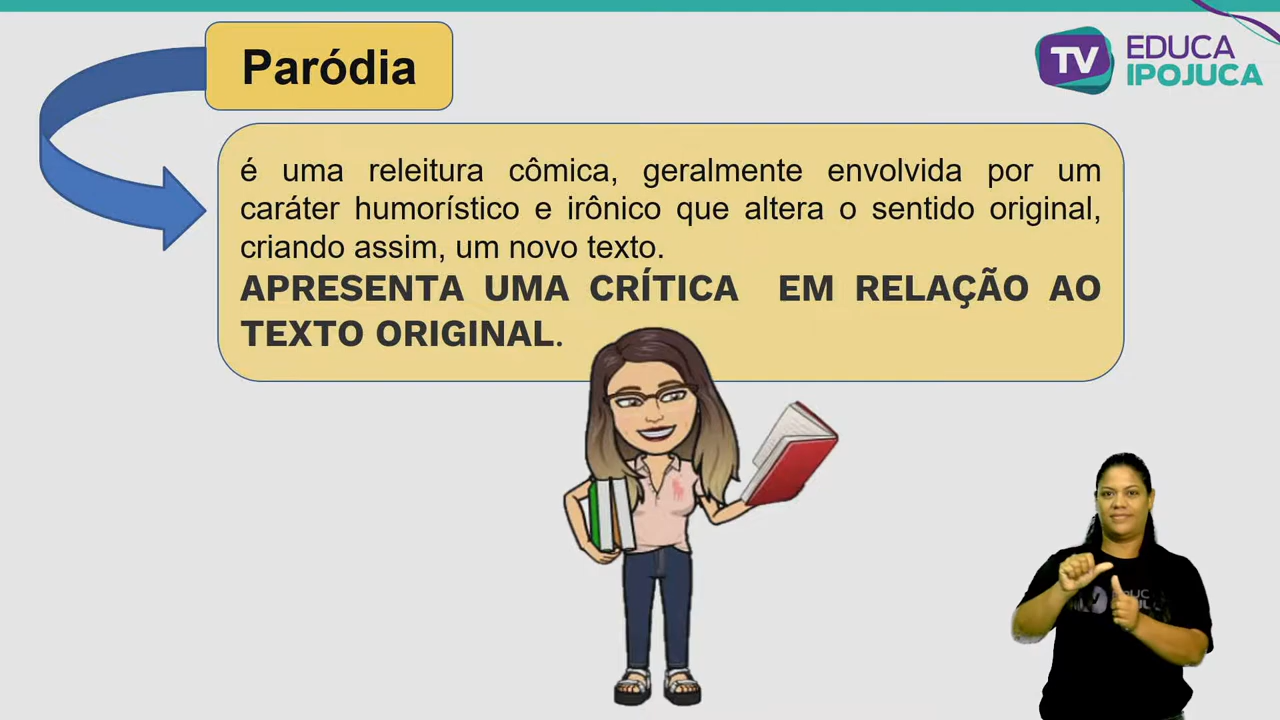 Paródia
TV EDUCA
IPOJUCA
é uma releitura cômica, geralmente envolvida por um
caráter humorístico e irônico que altera o sentido original,
criando assim, um novo texto.
APRESENTA UMA CRÍTICA EM RELAÇÃO AO
TEXTO ORIGINAL.